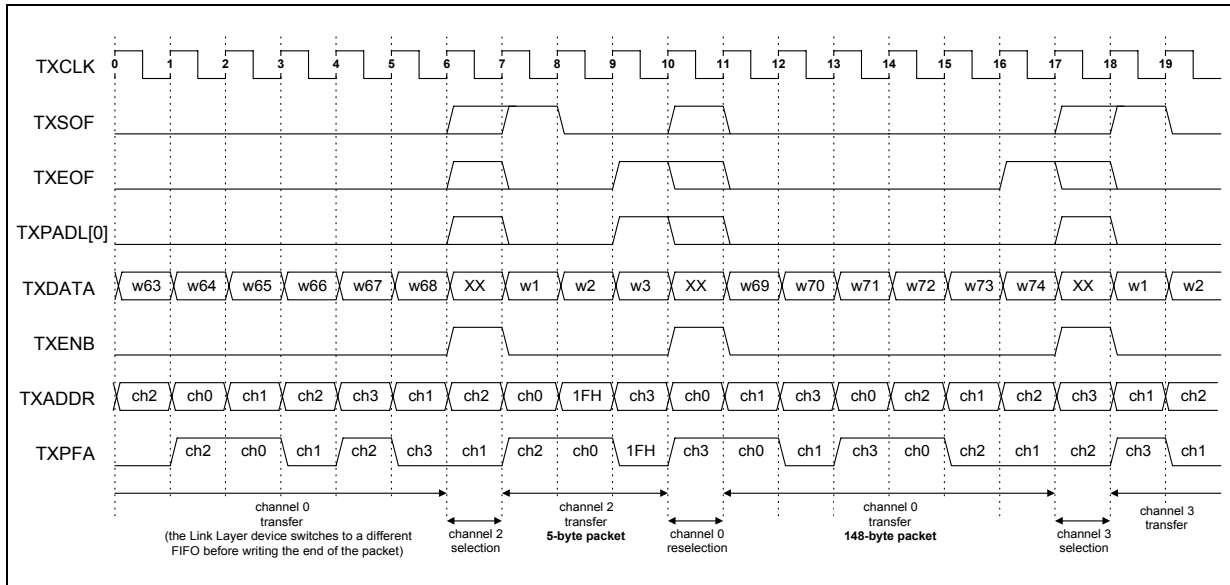 TXCLK 0 1 2 3 4 5 6 7 8 9 10 11 12 13 14 15 16 17 18 19
TXSOF
TXEOF
TXPADL[0]
TXDATA w63 w64 w65 w66 w67 w68 XX w1 w2 w3 XX w69 w70 w71 w72 w73 w74 XX w1 w2
TXENB
TXADDR ch2 ch0 ch1 ch2 ch3 ch1 ch2 ch0 1FH ch3 ch0 ch1 ch3 ch0 ch2 ch1 ch2 ch3 ch1 ch2
TXPFA ch2 ch0 ch1 ch2 ch3 ch1 ch2 ch0 1FH ch3 ch0 ch1 ch3 ch0 ch2 ch1 ch2 ch3 ch1
channel 0
transfer
(the Link Layer device switches to a different
FIFO before writing the end of the packet)
channel 2
selection
channel 2
transfer
5-byte packet
channel 0
reselection
channel 0
transfer
148-byte packet
channel 3
selection
channel 3
transfer